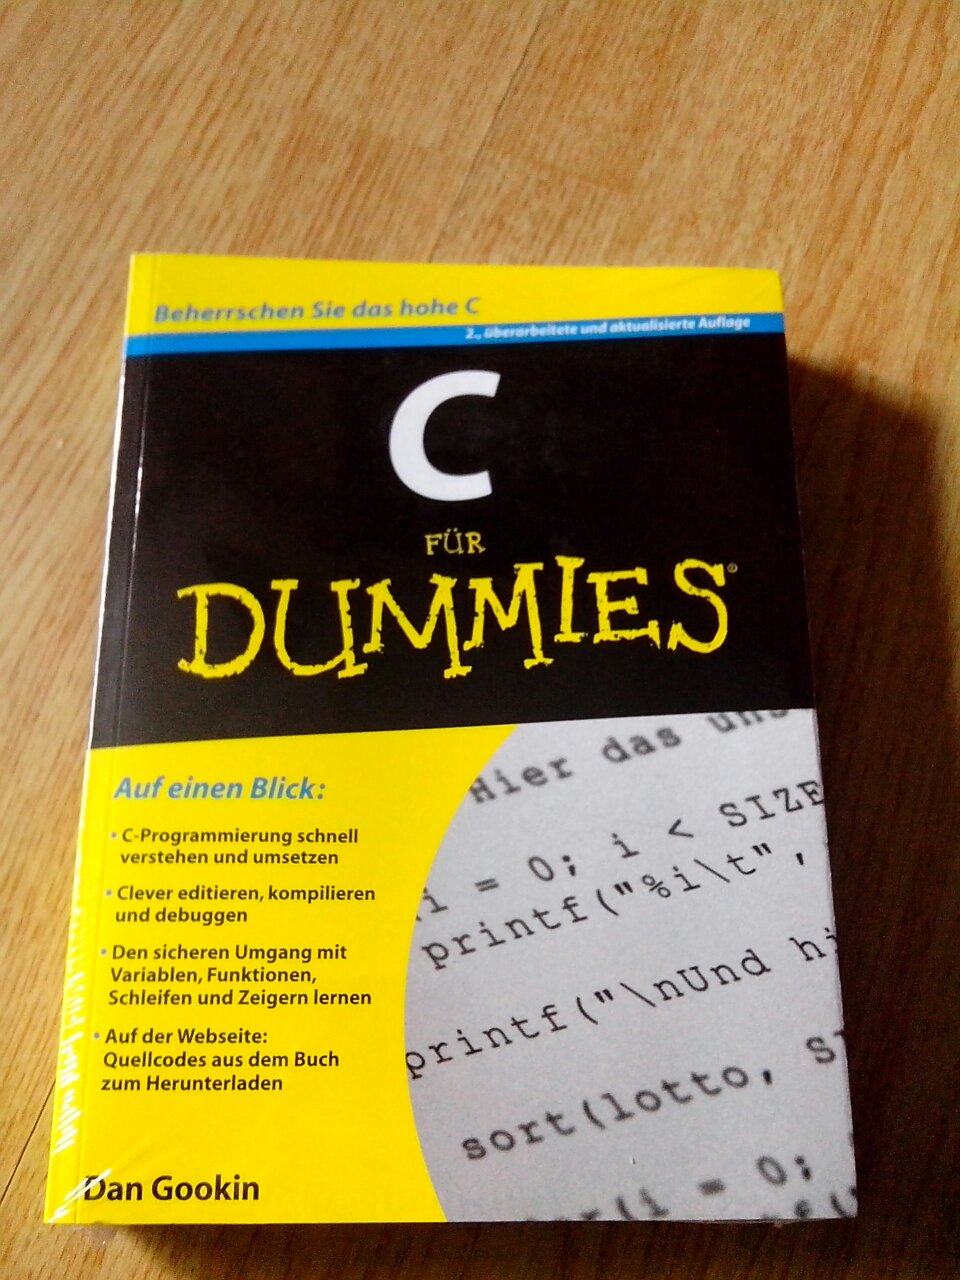 Beherrschen Sie das hohe C
2., überarbeitete und aktualisierte Auflage
C
FÜR
DUMMIES®
Auf einen Blick:
• C-Programmierung schnell
verstehen und umsetzen
• Clever editieren, kompilieren
und debuggen
• Den sicheren Umgang mit
Variablen, Funktionen,
Schleifen und Zeigern lernen
• Auf der Webseite:
Quellcodes aus dem Buch
zum Herunterladen
Dan Gookin
Hier das
i = 0; i < SIZE
printf("%i\t",
printf("\nUnd hi
sort(lotto,
(i = 0;